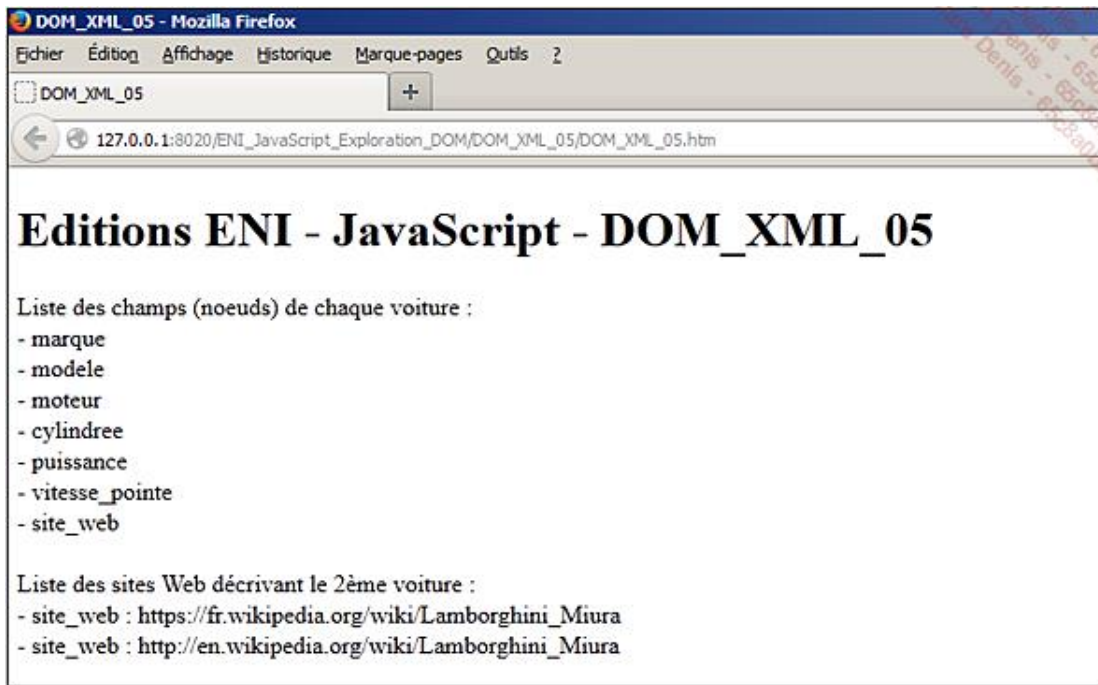 DOM_XML_05 - Mozilla Firefox
Fichier Édition Affichage Historique Marque-pages Outils ?
DOM_XML_05 +
127.0.0.1:8020/ENI_JavaScript_Exploration_DOM/DOM_XML_05/DOM_XML_05.htm
Editions ENI - JavaScript - DOM_XML_05
Liste des champs (noeuds) de chaque voiture :
- marque
- modele
- moteur
- cylindree
- puissance
- vitesse_pointe
- site_web
Liste des sites Web décrivant le 2ème voiture :
- site_web : https://fr.wikipedia.org/wiki/Lamborghini_Miura
- site_web : http://en.wikipedia.org/wiki/Lamborghini_Miura